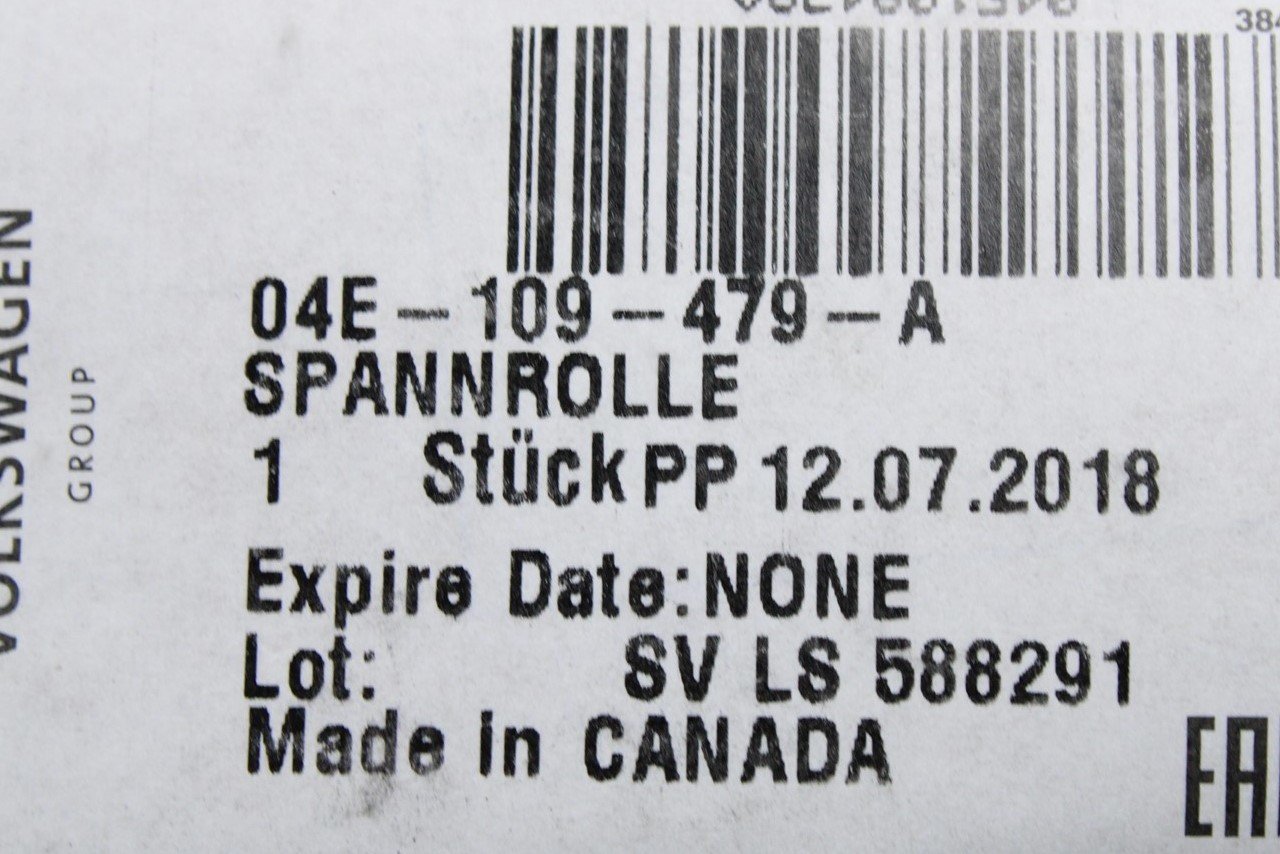 384
04E-109-479-A
SPANNROLLE
1 Stück PP 12.07.2018
Expire Date: NONE
Lot: SV LS 588291
Made in CANADA
VOLKSWAGEN
GROUP
EAC